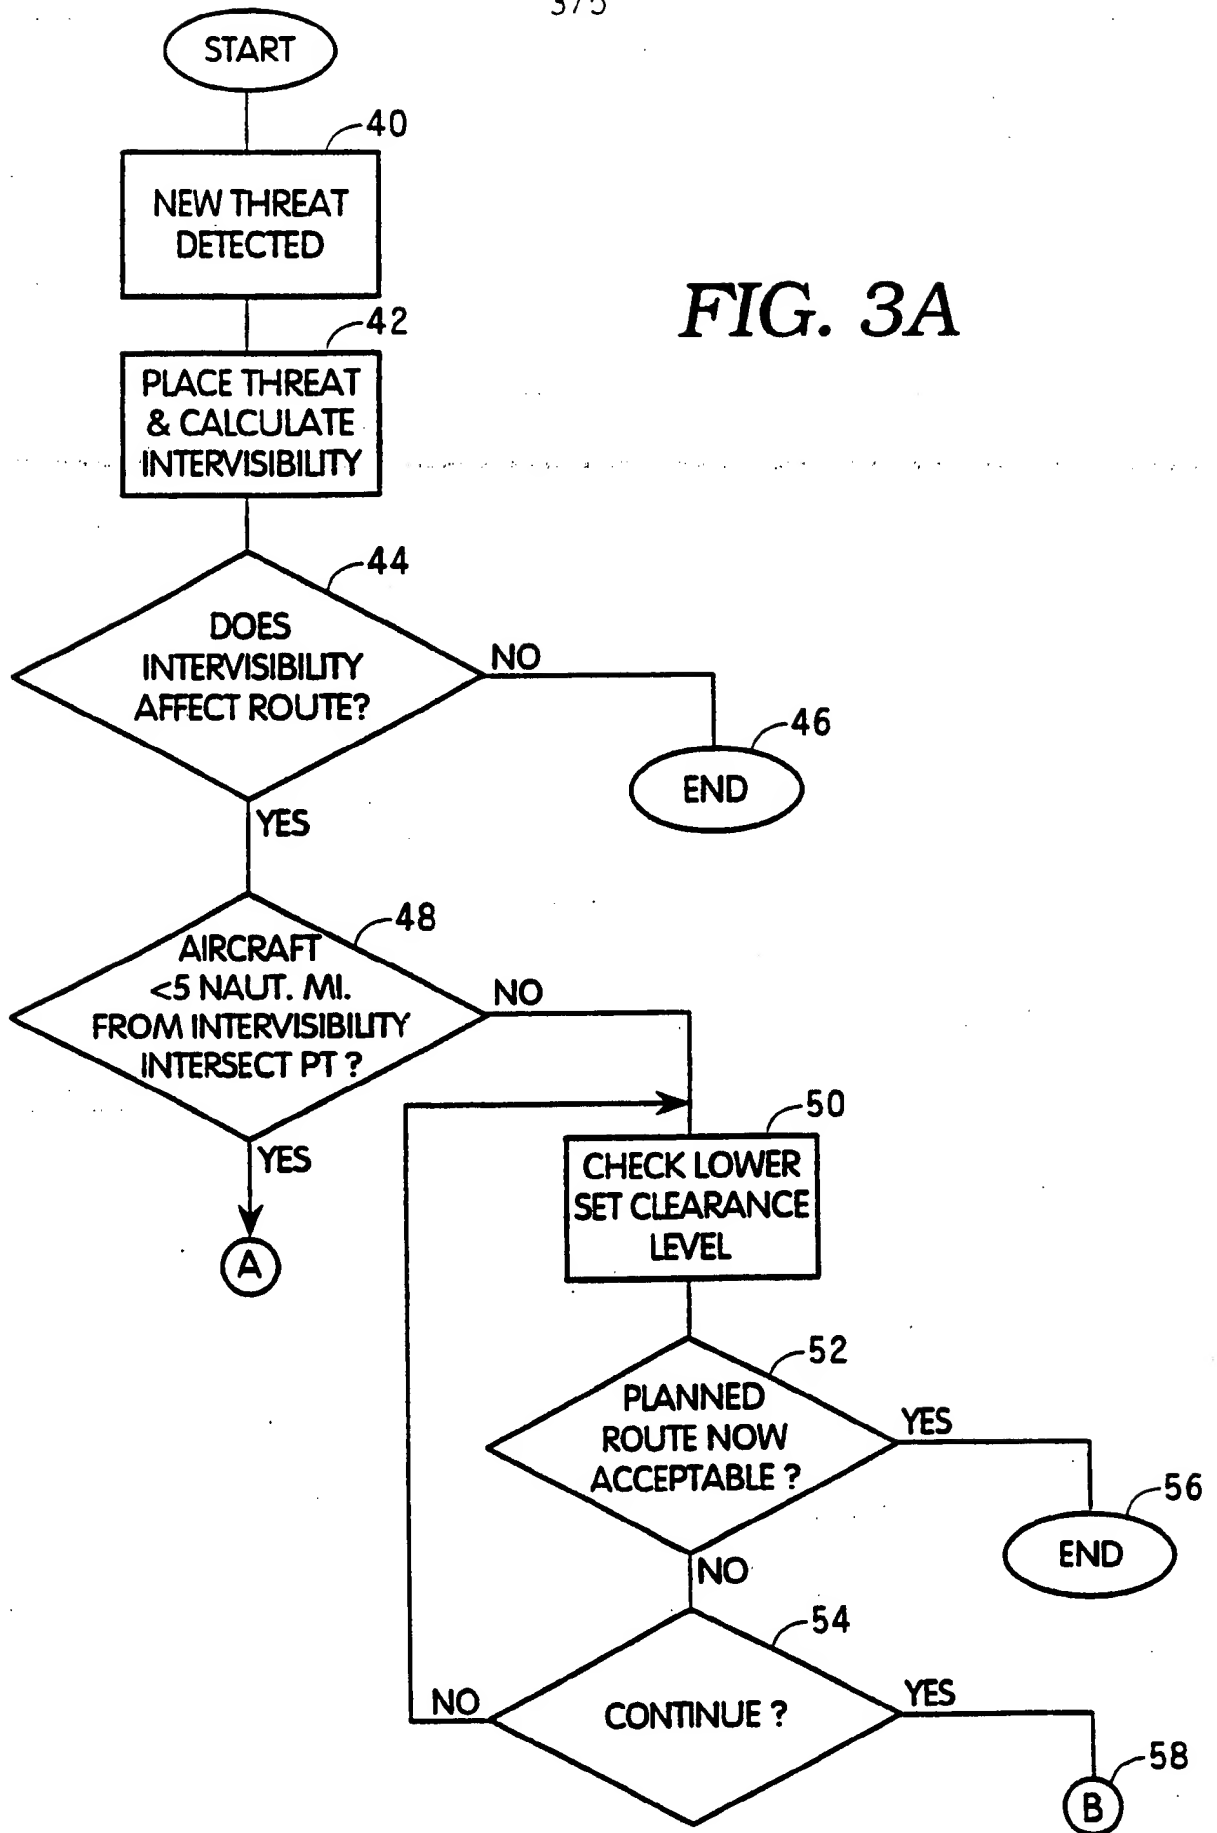 3/5
START
40
NEW THREAT
DETECTED
FIG. 3A
42
PLACE THREAT
& CALCULATE
INTERVISIBILITY
44
DOES
INTERVISIBILITY
AFFECT ROUTE?
NO
46
END
YES
48
AIRCRAFT
<5 NAUT. MI.
FROM INTERVISIBILITY
INTERSECT PT ?
NO
YES
A
50
CHECK LOWER
SET CLEARANCE
LEVEL
52
PLANNED
ROUTE NOW
ACCEPTABLE ?
YES
56
END
NO
54
CONTINUE ?
NO
YES
58
B